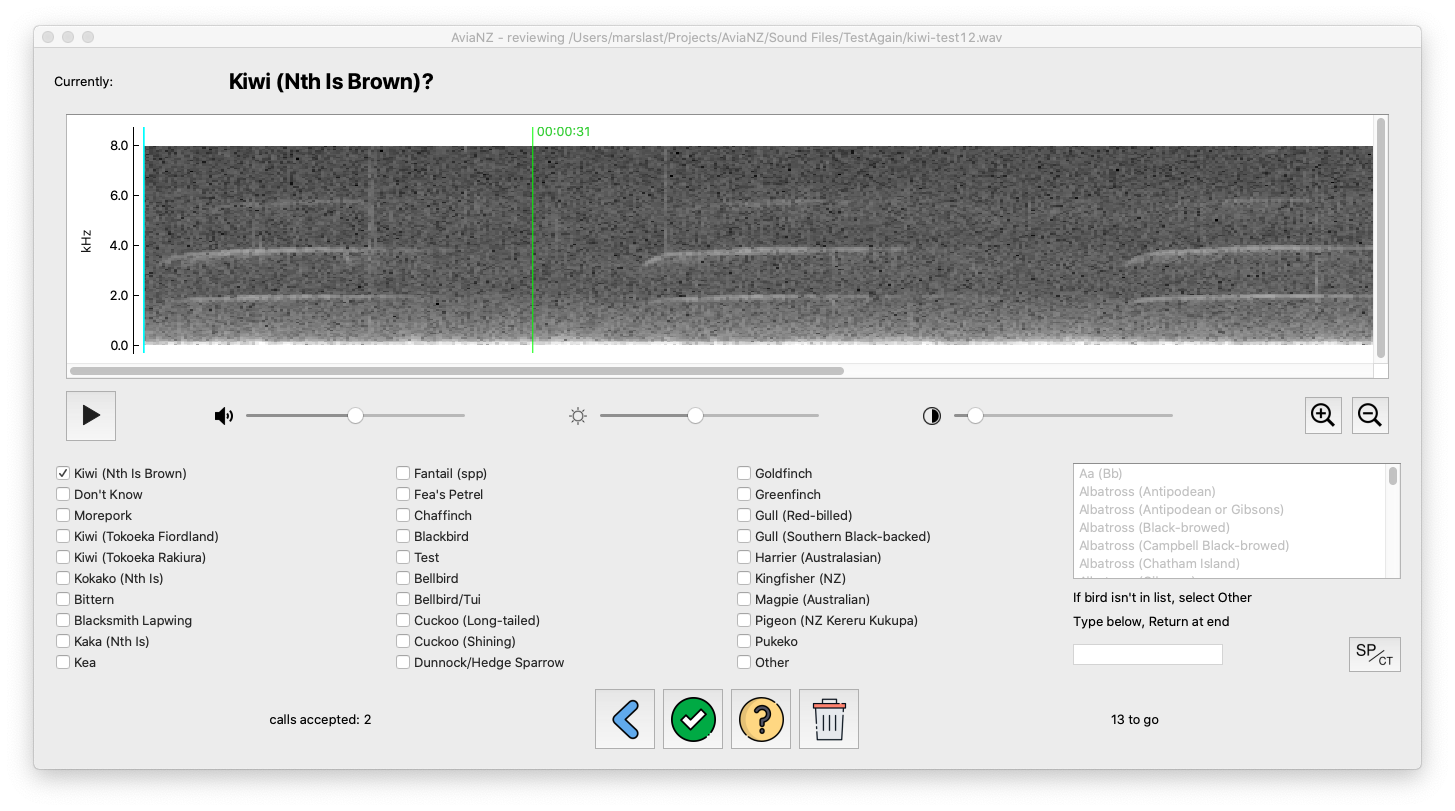 AviaNZ - reviewing /Users/marslast/Projects/AviaNZ/Sound Files/TestAgain/kiwi-test12.wav
Currently:
Kiwi (Nth Is Brown)?
00:00:31
8.0
6.0
4.0
2.0
0.0
kHz
Kiwi (Nth Is Brown)
Don't Know
Morepork
Kiwi (Tokoeka Fiordland)
Kiwi (Tokoeka Rakiura)
Kokako (Nth Is)
Bittern
Blacksmith Lapwing
Kaka (Nth Is)
Kea
Fantail (spp)
Fea's Petrel
Chaffinch
Blackbird
Test
Bellbird
Bellbird/Tui
Cuckoo (Long-tailed)
Cuckoo (Shining)
Dunnock/Hedge Sparrow
Goldfinch
Greenfinch
Gull (Red-billed)
Gull (Southern Black-backed)
Harrier (Australasian)
Kingfisher (NZ)
Magpie (Australian)
Pigeon (NZ Kereru Kukupa)
Pukeko
Other
Aa (Bb)
Albatross (Antipodean)
Albatross (Antipodean or Gibsons)
Albatross (Black-browed)
Albatross (Campbell Black-browed)
Albatross (Chatham Island)
If bird isn't in list, select Other
Type below, Return at end
SP/CT
calls accepted: 2
?
13 to go